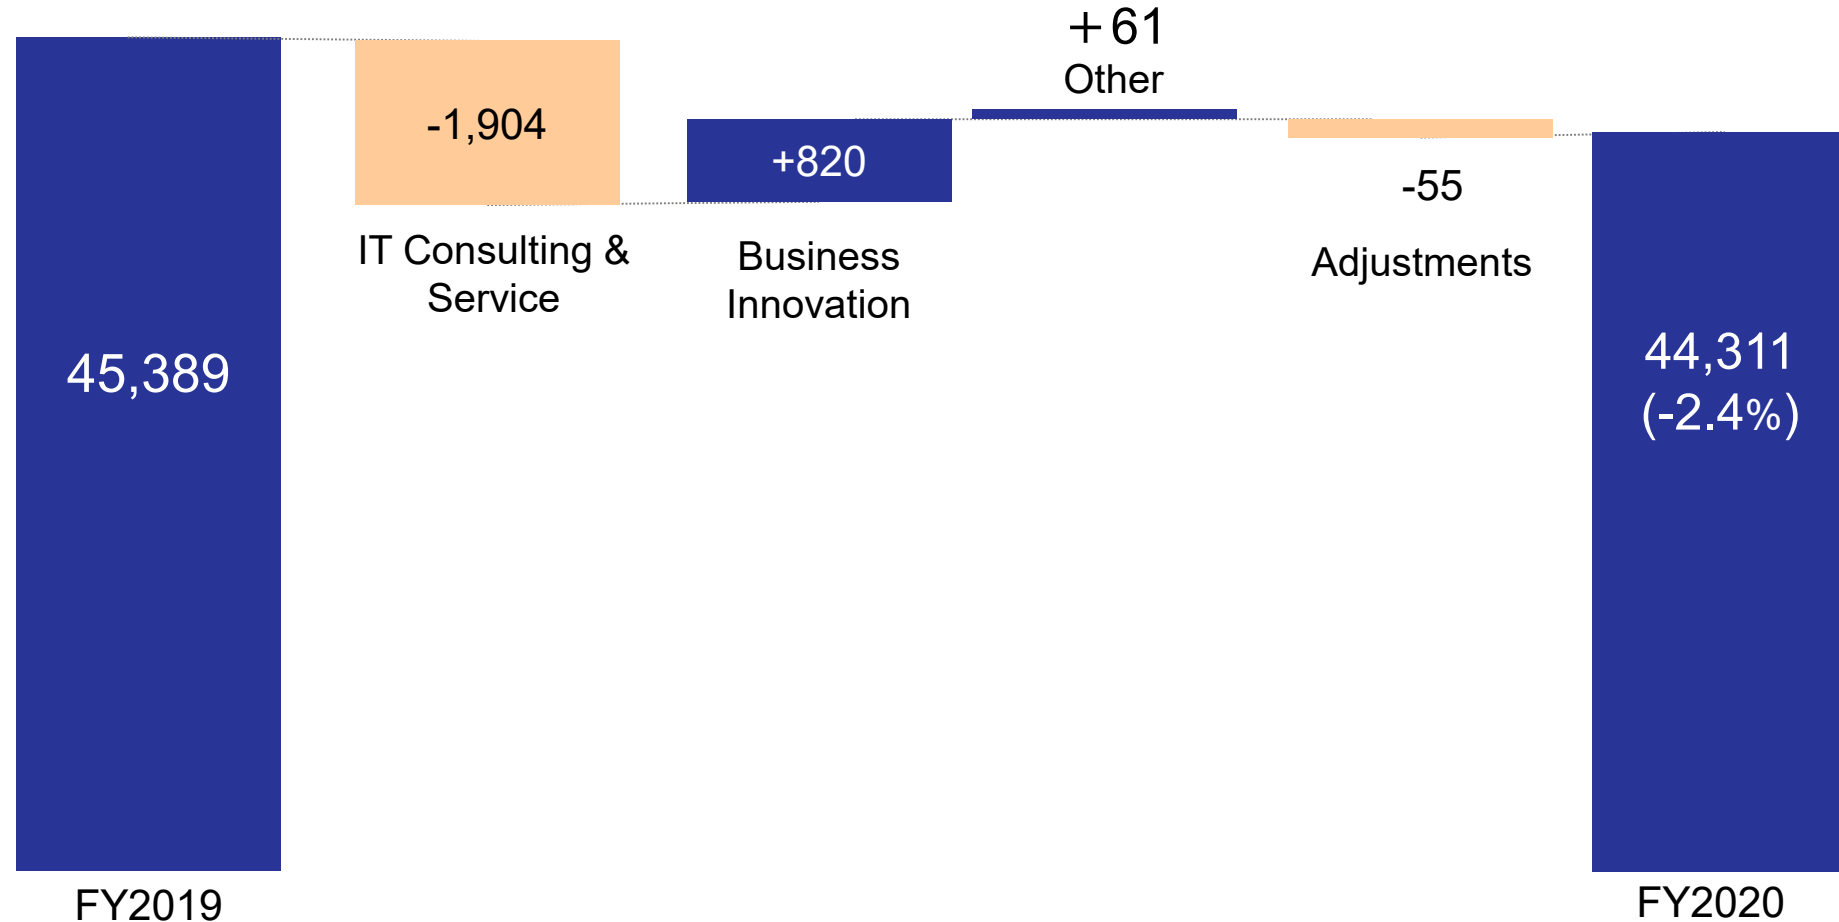 45,389
FY2019
-1,904
IT Consulting &
Service
+820
Business
Innovation
＋61
Other
-55
Adjustments
44,311
(-2.4%)
FY2020